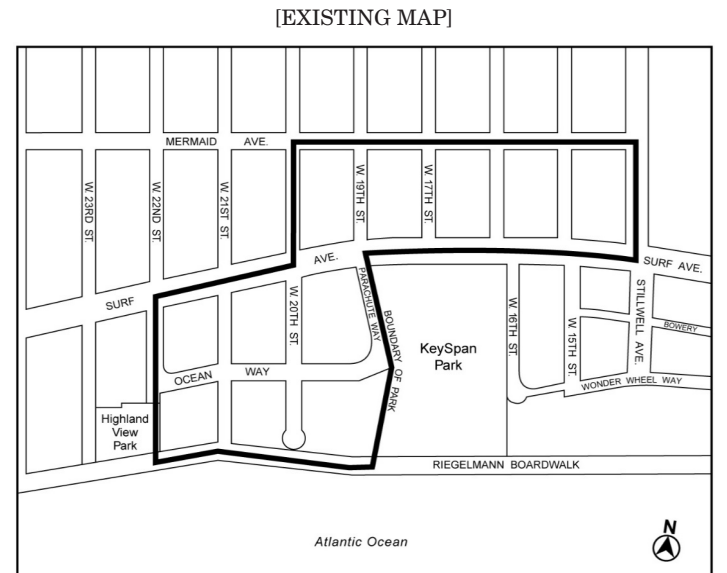 [EXISTING MAP]
MERMAID AVE.
W. 23RD ST.
W. 22ND ST.
W. 21ST ST.
W. 19TH ST.
W. 17TH ST.
AVE.
SURF
SURF AVE.
W. 20TH ST.
PARACHUTE WAY
BOUNDARY OF PARK
KeySpan
Park
W. 16TH ST.
W. 15TH ST.
STILLWELL AVE.
BOWERY
WONDER WHEEL WAY
OCEAN WAY
Highland
View
Park
RIEGELMANN BOARDWALK
Atlantic Ocean
N